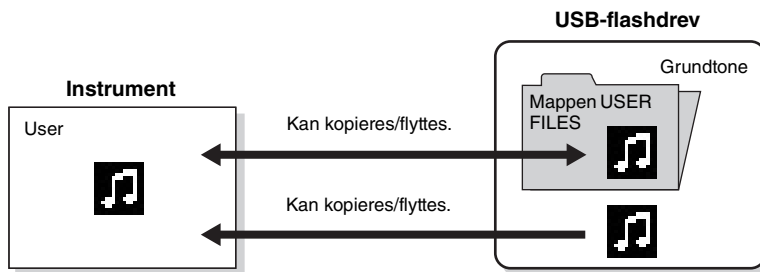 USB-flashdrev
Grundtone
Instrument
Mappen USER
FILES
User
Kan kopieres/flyttes.
Kan kopieres/flyttes.